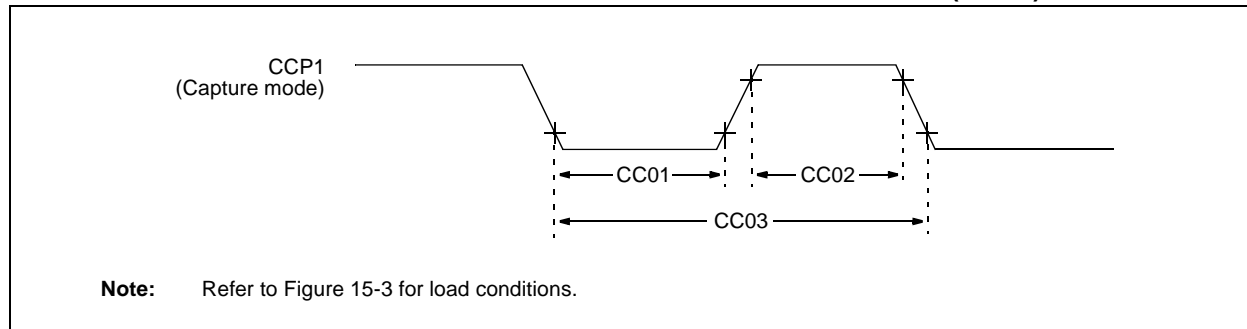 CCP1
(Capture mode)
CC01
CC02
CC03
Note: Refer to Figure 15-3 for load conditions.